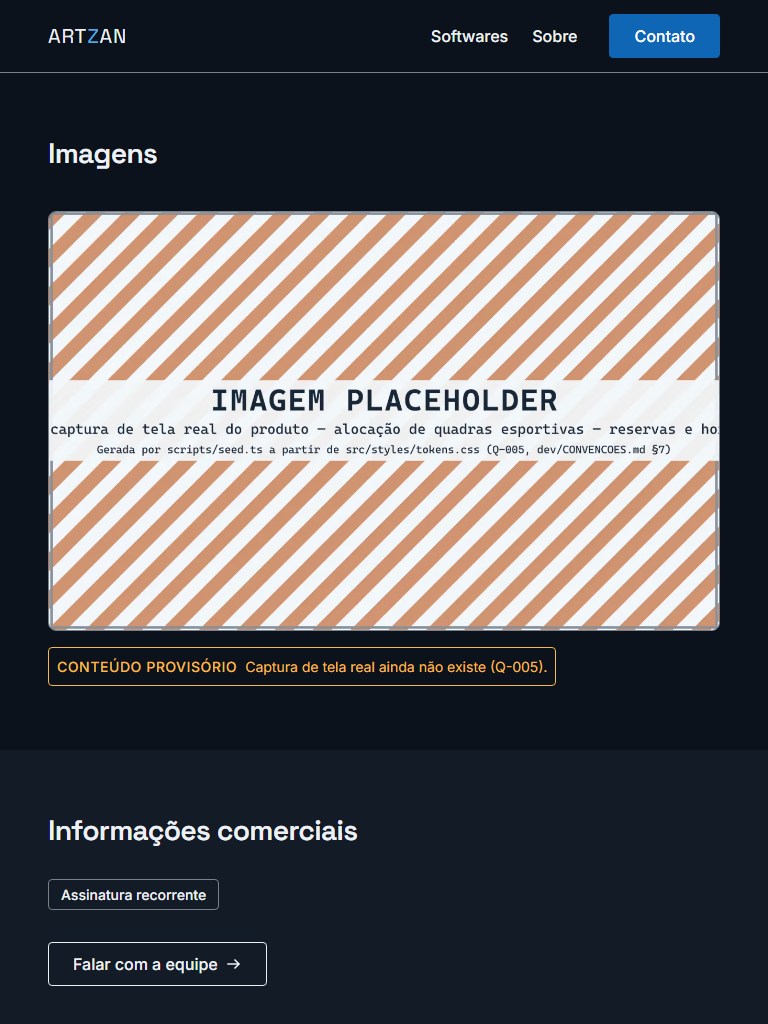 ARTZAN
Softwares Sobre Contato
Imagens
IMAGEM PLACEHOLDER
captura de tela real do produto — alocação de quadras esportivas — reservas e
Gerada por scripts/seed.ts a partir de src/styles/tokens.css (Q-005, dev/CONVENCOES.md §7)
CONTEÚDO PROVISÓRIO Captura de tela real ainda não existe (Q-005).
Informações comerciais
Assinatura recorrente
Falar com a equipe →